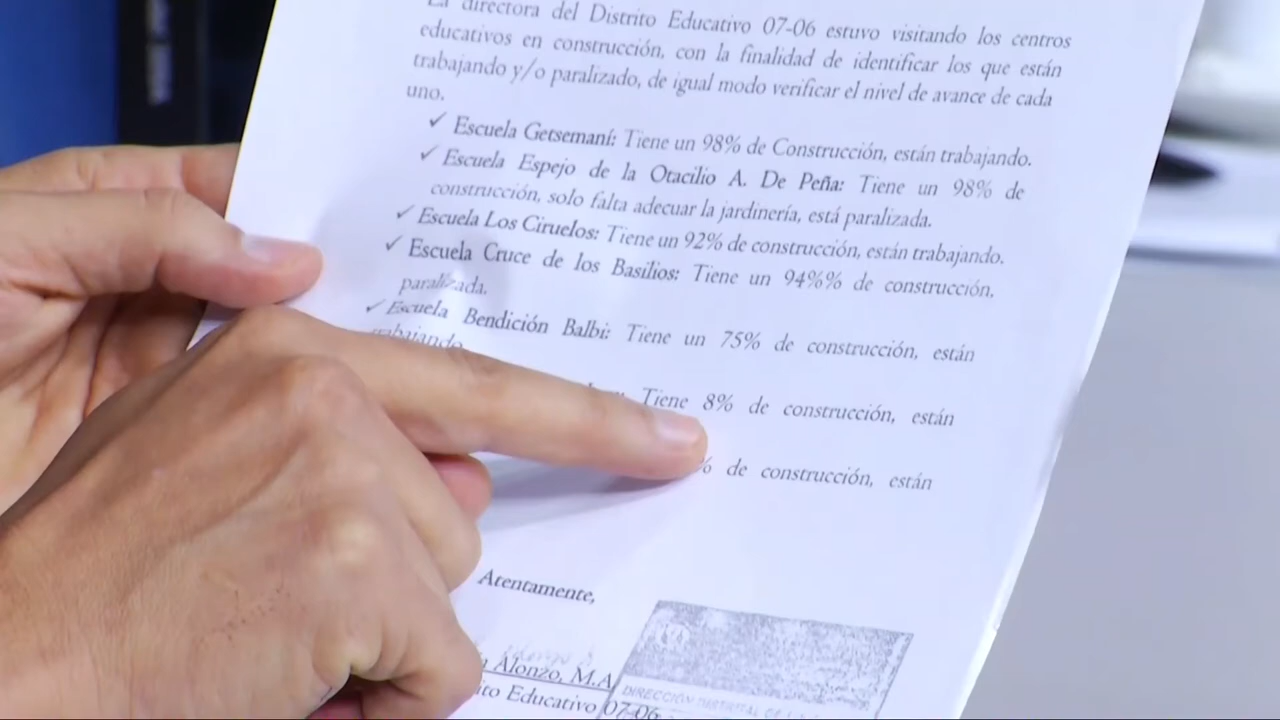 La directora del Distrito Educativo 07-06 estuvo visitando los centros
educativos en construcción, con la finalidad de identificar los que están
trabajando y/o paralizado, de igual modo verificar el nivel de avance de cada
uno.
✓ Escuela Getsemaní: Tiene un 98% de Construcción, están trabajando.
✓ Escuela Espejo de la Otacilio A. De Peña: Tiene un 98% de
construcción, solo falta adecuar la jardinería, está paralizada.
✓ Escuela Los Ciruelos: Tiene un 92% de construcción, están trabajando.
✓ Escuela Cruce de los Basilios: Tiene un 94%% de construcción,
paralizada.
✓ Escuela Bendición Balbi: Tiene un 75% de construcción, están
trabajando
Tiene 8% de construcción, están
% de construcción, están
Atentamente,
Alonzo, M.A
Educativo 07-06
DIRECCIÓN DISTRITAL DE